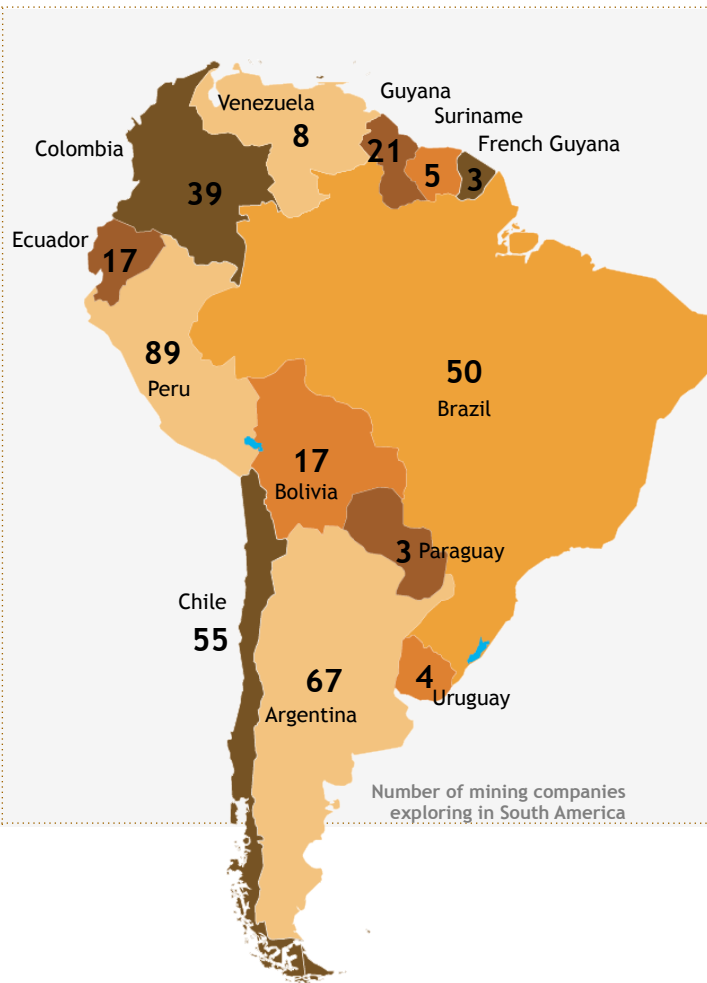 Guyana
Venezuela
Suriname
8
French Guyana
Colombia
21
5
3
39
Ecuador
17
89
Peru
50
Brazil
17
Bolivia
3 Paraguay
Chile
55
67
Argentina
4
Uruguay
Number of mining companies
exploring in South America